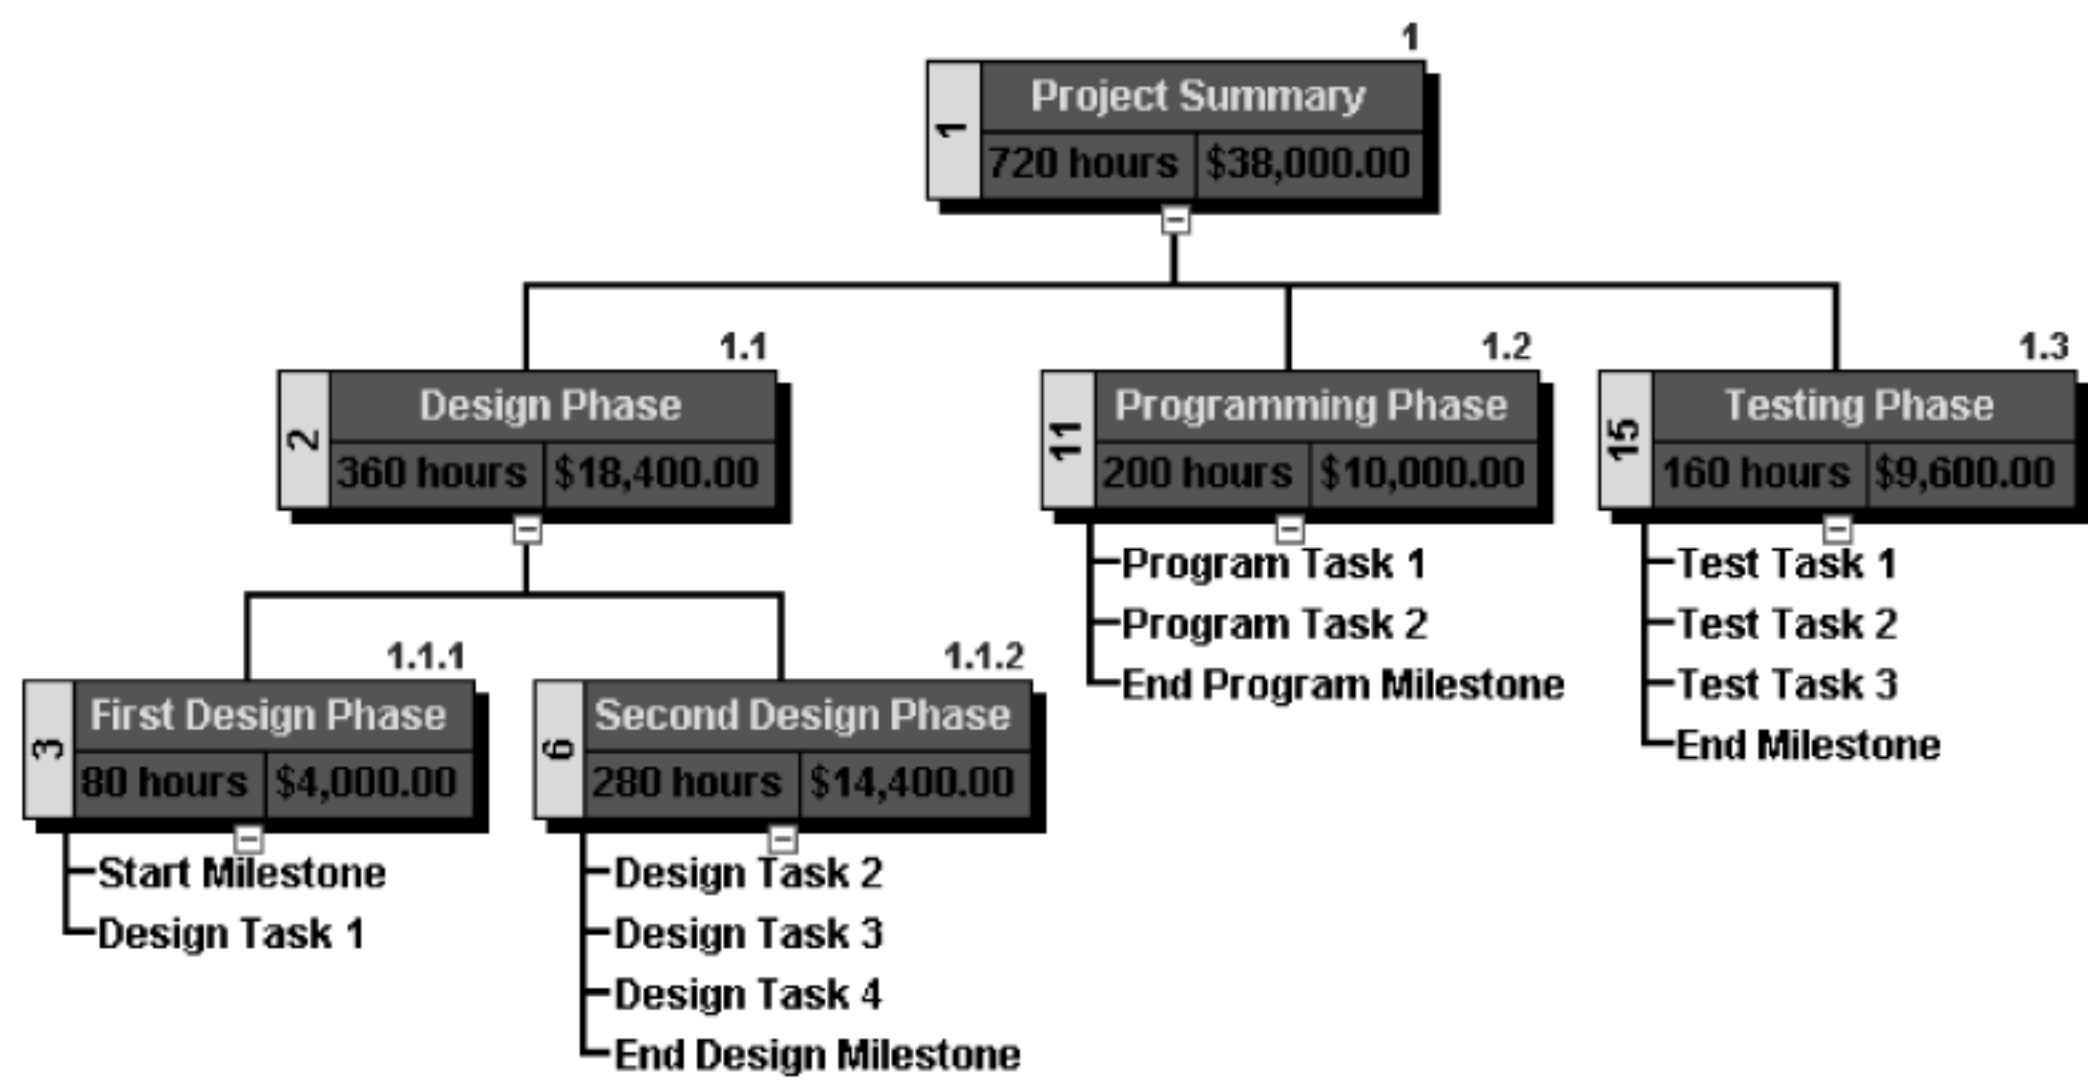 1
1
Project Summary
720 hours $38,000.00
1.1
2
Design Phase
360 hours $18,400.00
1.2
11
Programming Phase
200 hours $10,000.00
Program Task 1
Program Task 2
End Program Milestone
1.3
15
Testing Phase
160 hours $9,600.00
Test Task 1
Test Task 2
Test Task 3
End Milestone
1.1.1
3
First Design Phase
80 hours $4,000.00
Start Milestone
Design Task 1
1.1.2
6
Second Design Phase
280 hours $14,400.00
Design Task 2
Design Task 3
Design Task 4
End Design Milestone